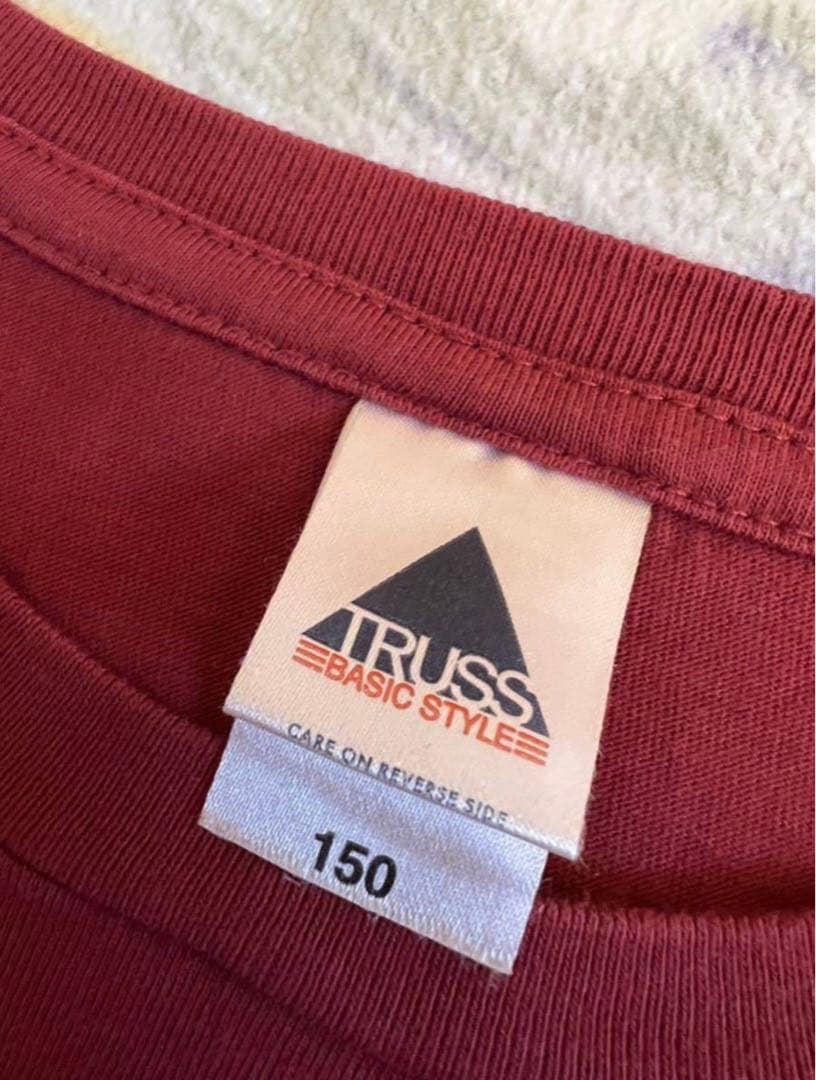 TRUSS
BASIC STYLE
CARE ON REVERSE SIDE
150